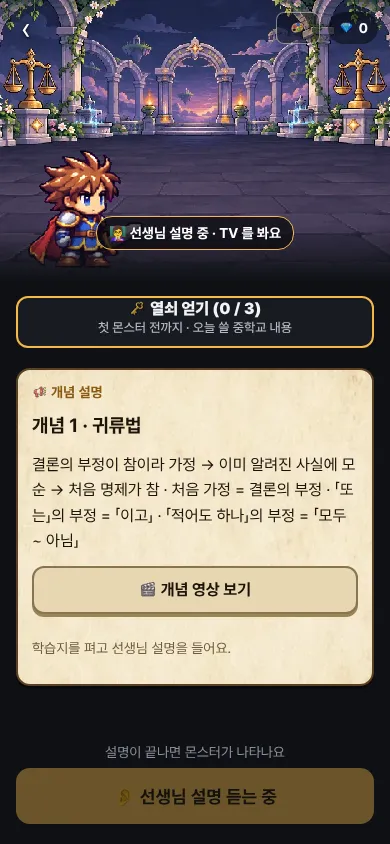 0
선생님 설명 중 · TV 를 봐요
열쇠 얻기 (0 / 3)
첫 몬스터 전까지 · 오늘 쓸 중학교 내용
개념 설명
개념 1 · 귀류법
결론의 부정이 참이라 가정 → 이미 알려진 사실에 모
순 → 처음 명제가 참 · 처음 가정 = 결론의 부정 · 「또
는」의 부정 = 「이고」 · 「적어도 하나」의 부정 = 「모두
~ 아님」
개념 영상 보기
학습지를 펴고 선생님 설명을 들어요.
설명이 끝나면 몬스터가 나타나요
선생님 설명 듣는 중